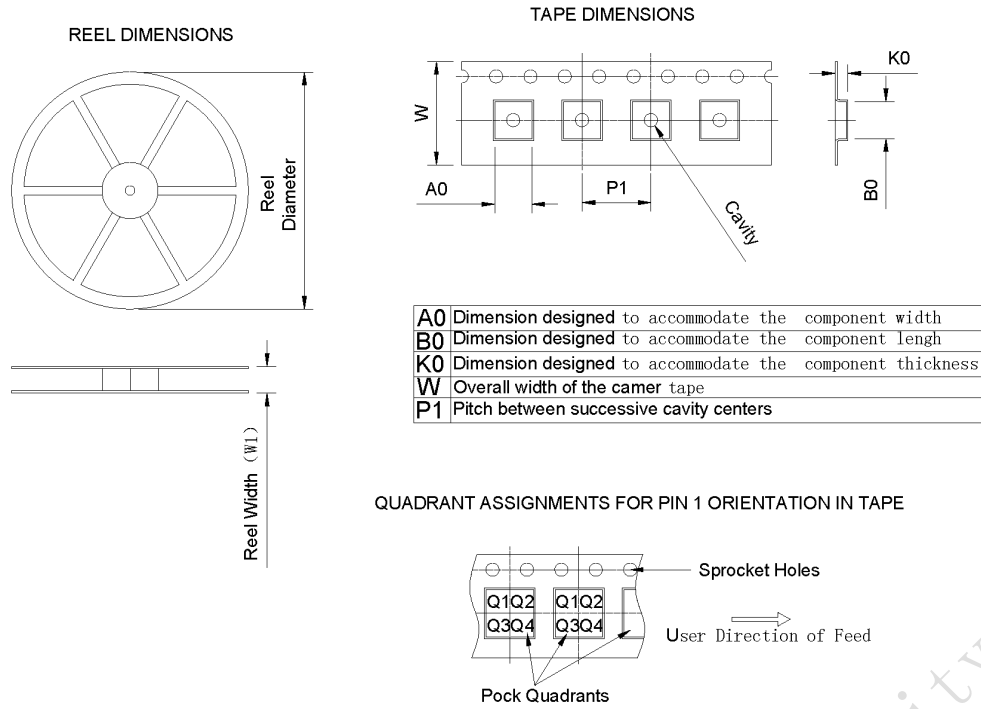 REEL DIMENSIONS
Reel
Diameter
Reel Width (W1)
TAPE DIMENSIONS
W
A0
P1
Cavity
K0
B0
A0 Dimension designed to accommodate the component width
B0 Dimension designed to accommodate the component lengh
K0 Dimension designed to accommodate the component thickness
W Overall width of the camer tape
P1 Pitch between successive cavity centers
QUADRANT ASSIGNMENTS FOR PIN 1 ORIENTATION IN TAPE
Sprocket Holes
Q1Q2 Q1Q2
Q3Q4 Q3Q4
User Direction of Feed
Pock Quadrants